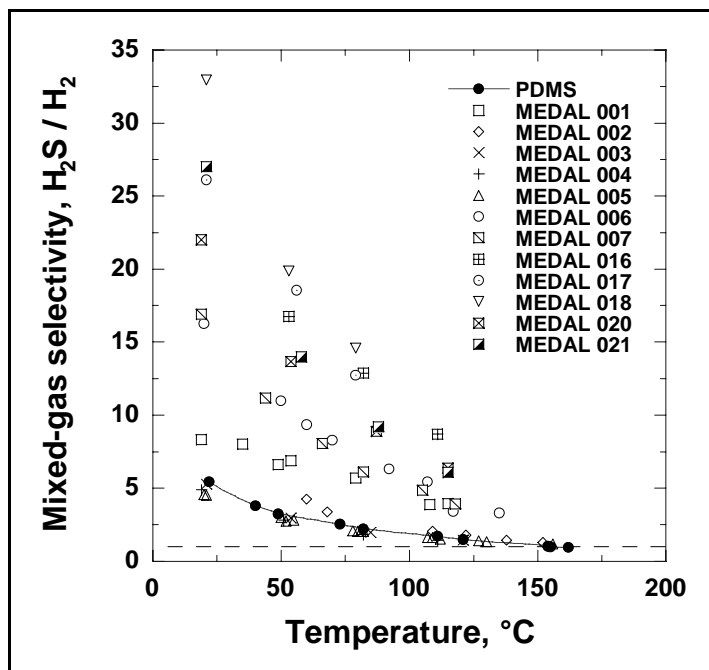 35
30
25
20
15
10
5
0
Mixed-gas selectivity, H₂S / H₂
PDMS
MEDAL 001
MEDAL 002
MEDAL 003
MEDAL 004
MEDAL 005
MEDAL 006
MEDAL 007
MEDAL 016
MEDAL 017
MEDAL 018
MEDAL 020
MEDAL 021
0 50 100 150 200
Temperature, °C